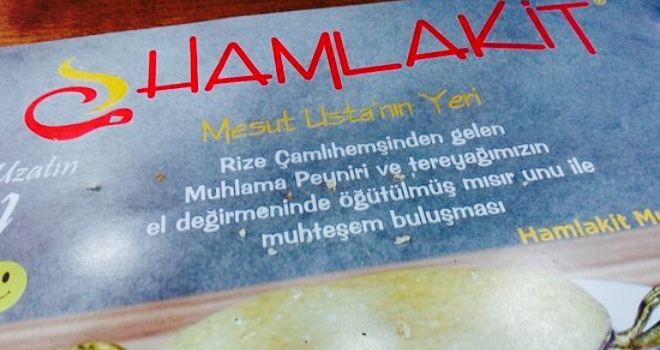 HAMLAKİT®
Mesut Usta'nın Yeri
Rize Çamlıhemşinden gelen
Muhlama Peyniri ve tereyağımızın
el değirmeninde öğütülmüş mısır unu ile
muhteşem buluşması
Uzatın
Hamlakit